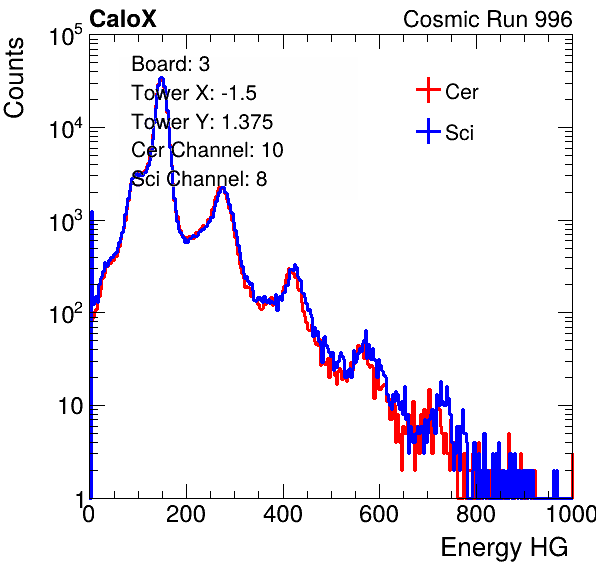 CaloX Cosmic Run 996
Counts
Board: 3
Tower X: -1.5
Tower Y: 1.375
Cer Channel: 10
Sci Channel: 8
Cer
Sci
10^5
10^4
10^3
10^2
10
1
0 200 400 600 800 1000
Energy HG